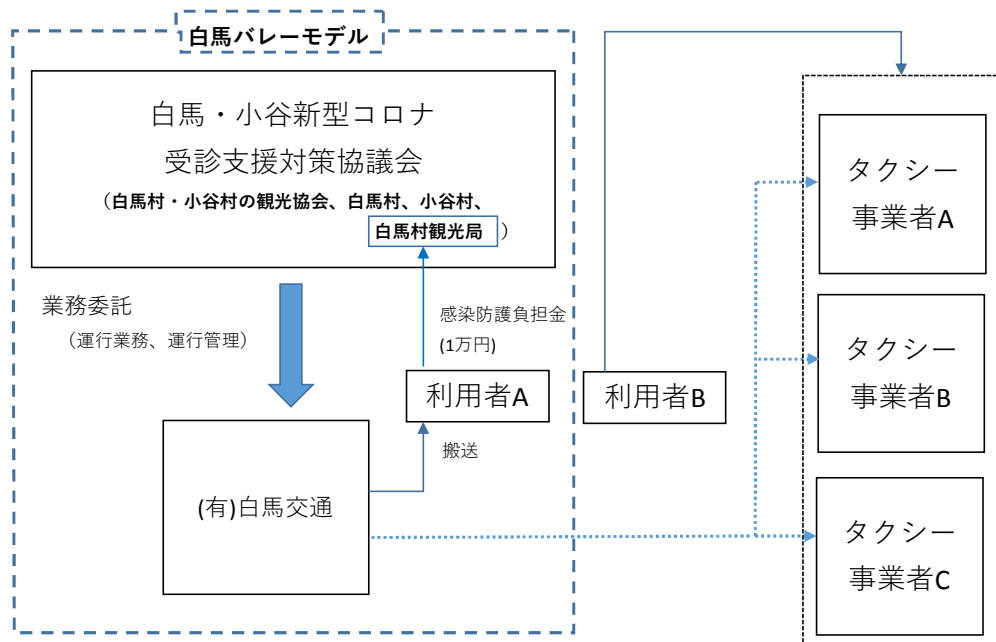 白馬バレーモデル
白馬・小谷新型コロナ
受診支援対策協議会
（白馬村・小谷村の観光協会、白馬村、小谷村、
白馬村観光局）
業務委託
（運行業務、運行管理）
感染防護負担金
(1万円)
利用者A
搬送
(有)白馬交通
利用者B
タクシー
事業者A
タクシー
事業者B
タクシー
事業者C